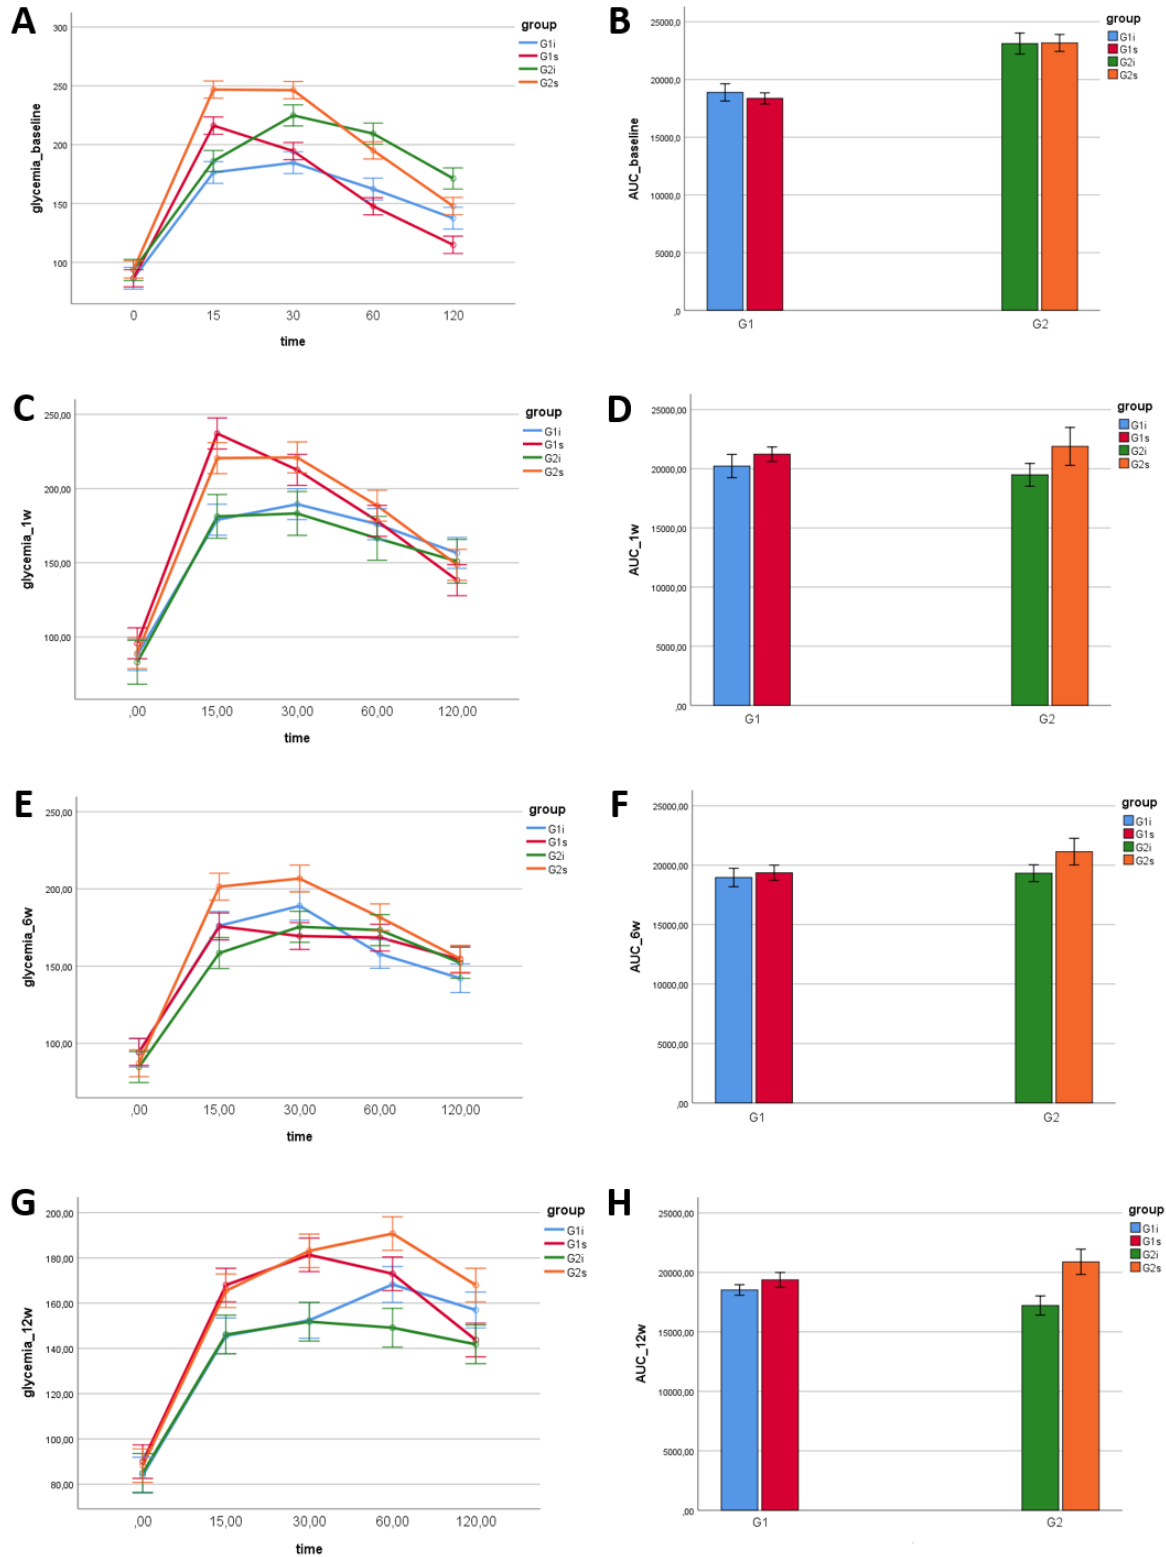 A
glycemia_baseline
300
250
200
150
100
0 15 30 60 120
time
group
G1i
G1s
G2i
G2s
B
AUC_baseline
25000,0
20000,0
15000,0
10000,0
5000,0
,0
G1 G2
group
G1i
G1s
G2i
G2s
C
glycemia_1w
250,00
200,00
150,00
100,00
,00 15,00 30,00 60,00 120,00
time
group
G1i
G1s
G2i
G2s
D
AUC_1w
25000,00
20000,00
15000,00
10000,00
5000,00
,00
G1 G2
group
G1i
G1s
G2i
G2s
E
glycemia_6w
250,00
200,00
150,00
100,00
,00 15,00 30,00 60,00 120,00
time
group
G1i
G1s
G2i
G2s
F
AUC_6w
25000,00
20000,00
15000,00
10000,00
5000,00
,00
G1 G2
group
G1i
G1s
G2i
G2s
G
glycemia_12w
200,00
180,00
160,00
140,00
120,00
100,00
80,00
,00 15,00 30,00 60,00 120,00
time
group
G1i
G1s
G2i
G2s
H
AUC_12w
25000,00
20000,00
15000,00
10000,00
5000,00
,00
G1 G2
group
G1i
G1s
G2i
G2s